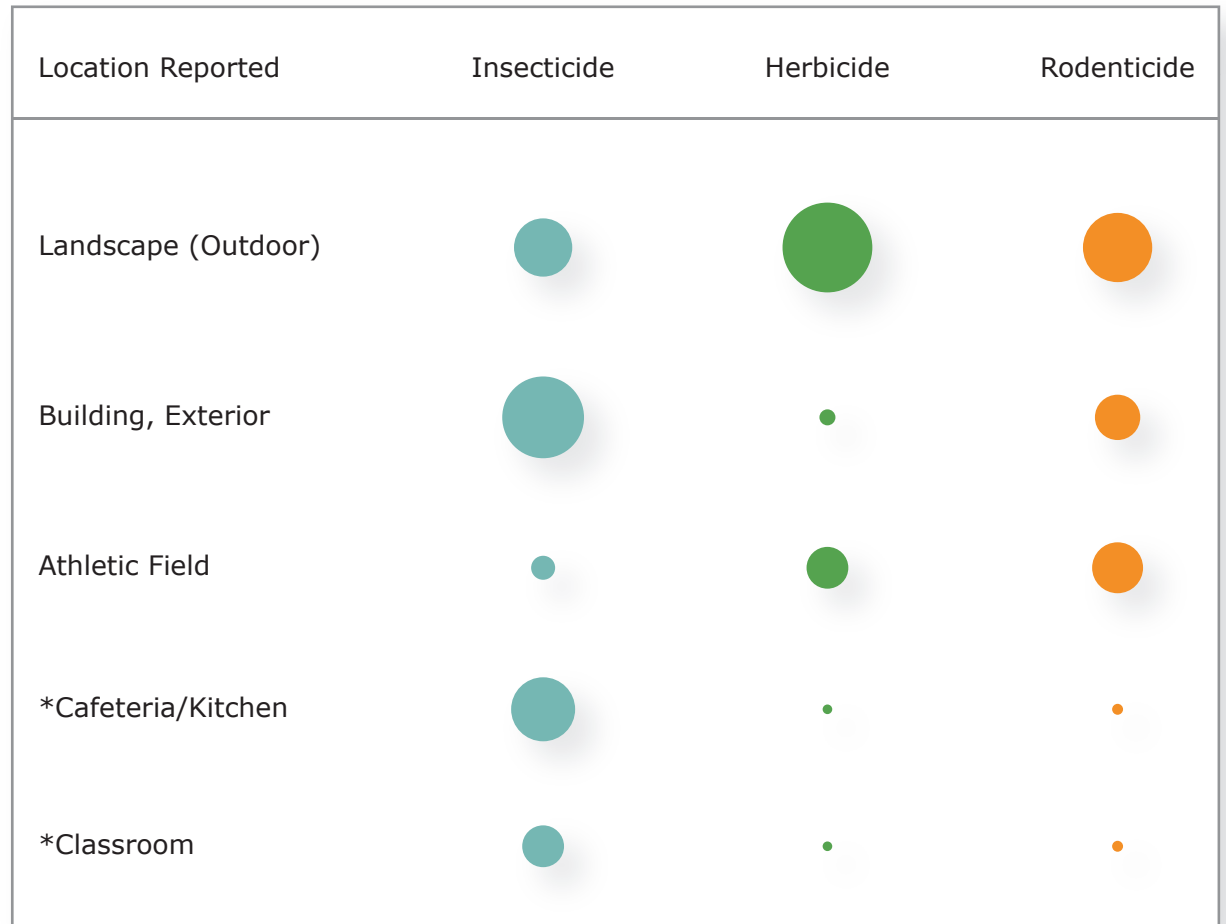 Location Reported Insecticide Herbicide Rodenticide
Landscape (Outdoor)
Building, Exterior
Athletic Field
*Cafeteria/Kitchen
*Classroom